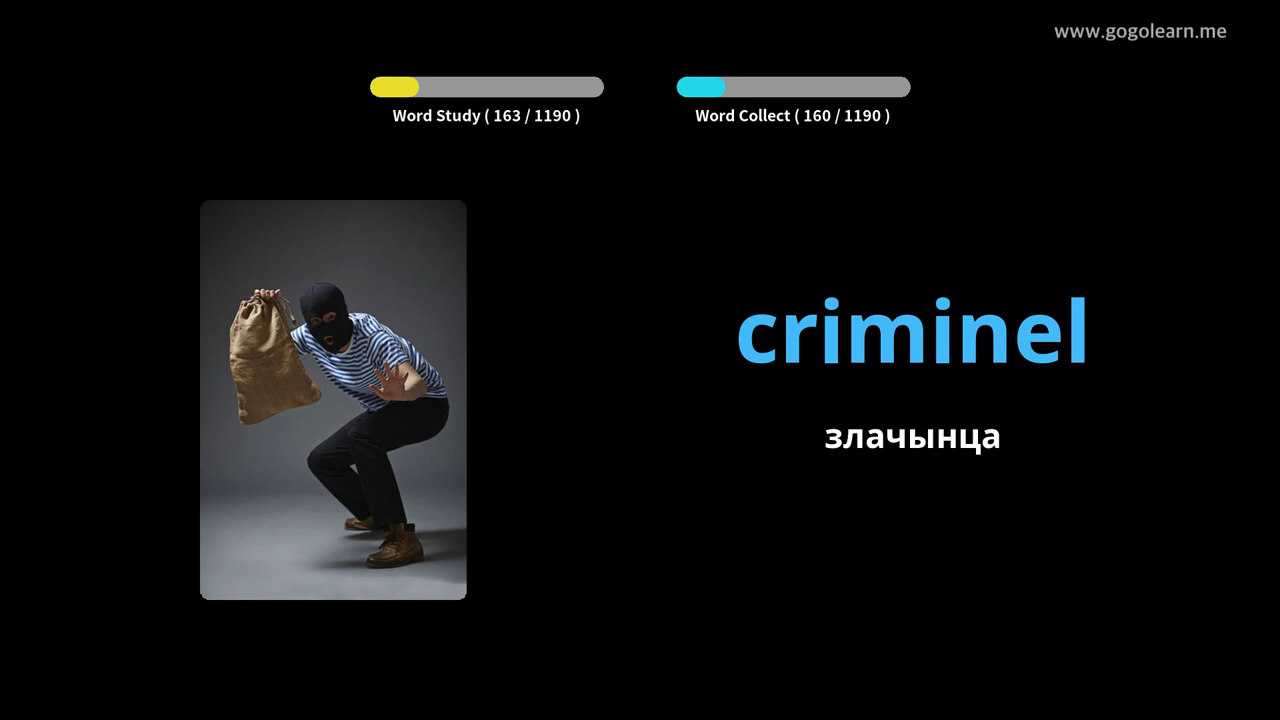 www.gogolearn.me
Word Study ( 163 / 1190 )
Word Collect ( 160 / 1190 )
criminel
злачынца